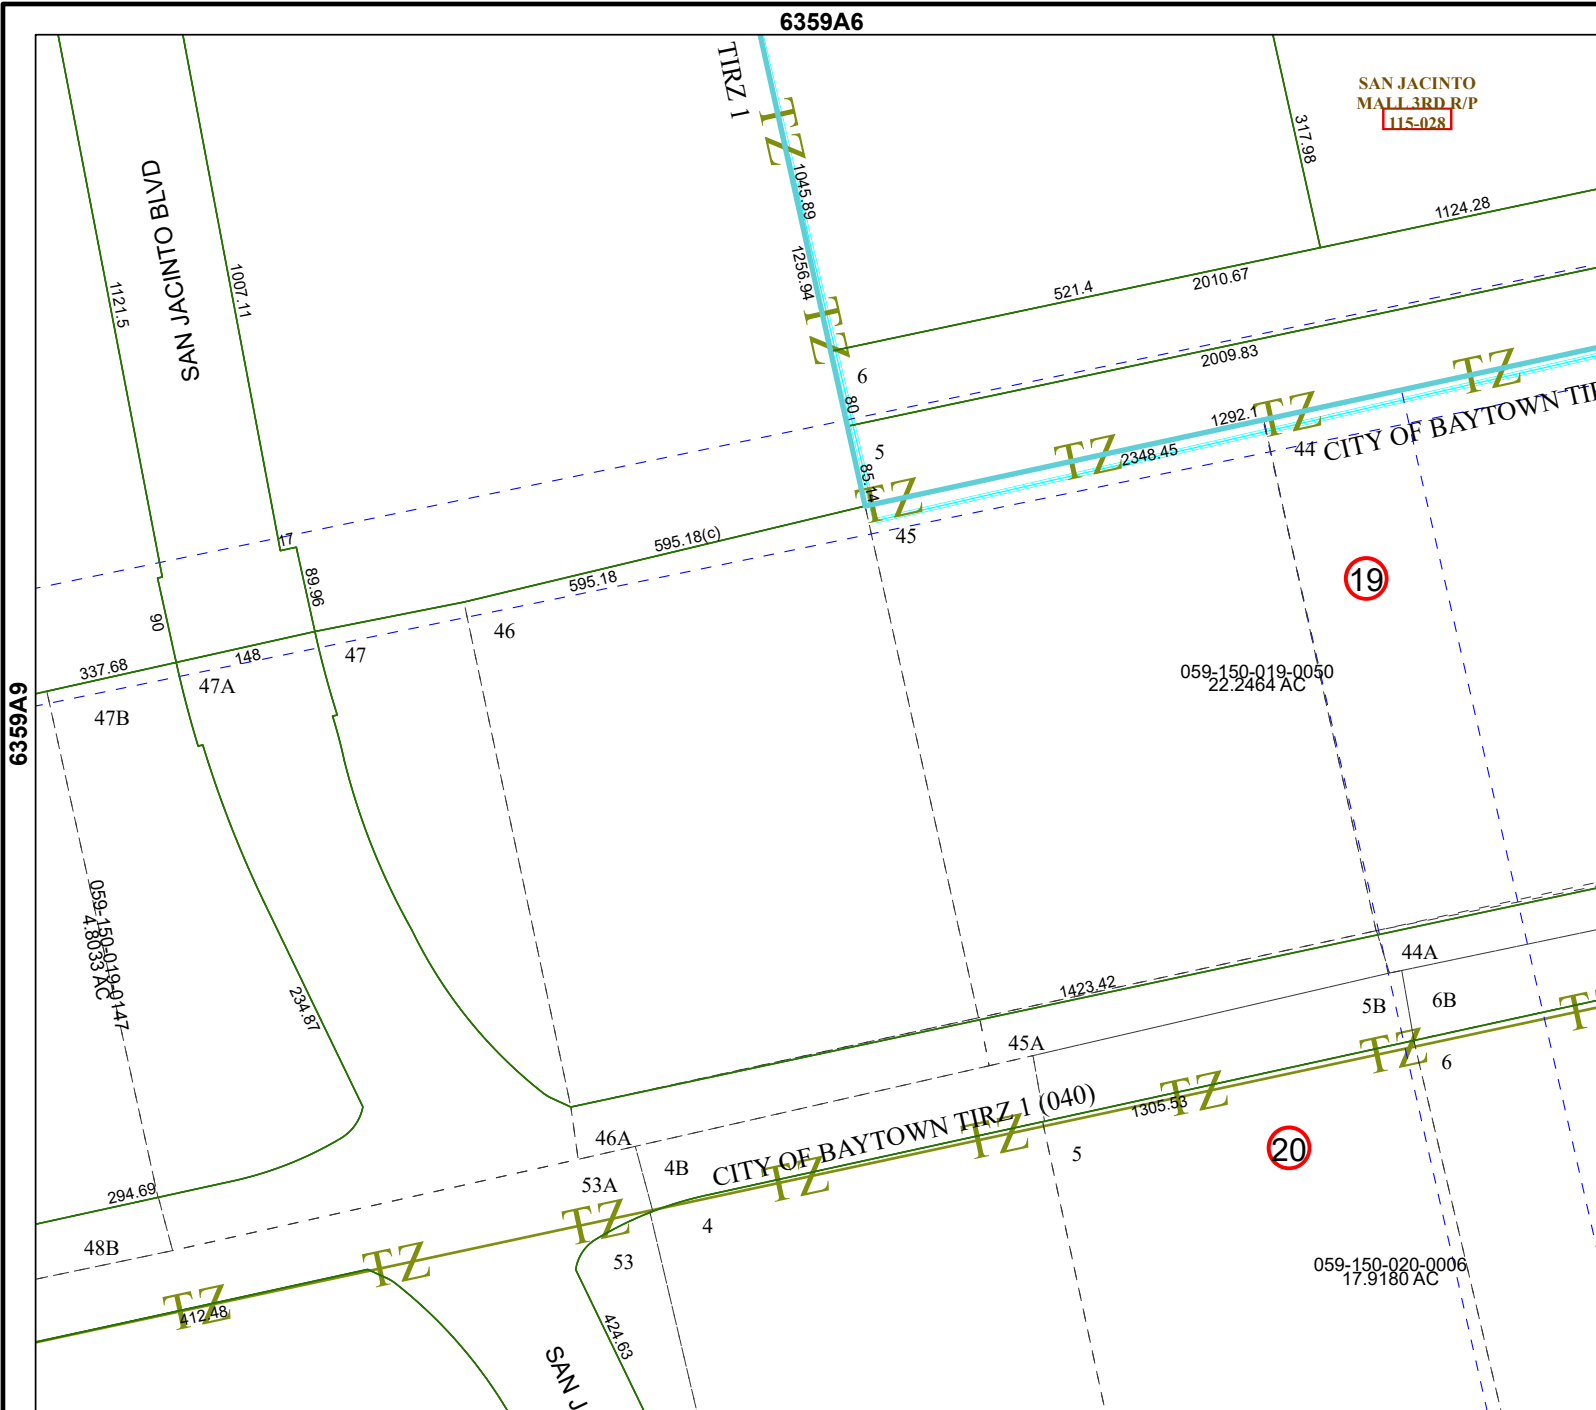 6359A6
TIRZ 1
TZ
SAN JACINTO
MALL 3RD R/P
115-028
317.98
1045.89
SAN JACINTO BLVD
1124.28
1256.94
1007.11
1121.5
521.4
2010.67
TZ
2009.83
6
TZ
80
1292.1
TZ
CITY OF BAYTOWN TI
5
44
TZ
2348.45
85.14
TZ
45
17
595.18(c)
595.18
89.96
19
90
46
47
148
337.68
47A
47B
6359A9
059-150-019-0050
22.2464 AC
059-150-019-0147
4.8033 AC
44A
1423.42
234.87
5B
6B
45A
T
TZ
6
TZ
1305.53
CITY OF BAYTOWN TIRZ 1 (040)
TZ
46A
20
5
4B
TZ
53A
294.69
TZ
4
48B
53
TZ
059-150-020-0006
17.9180 AC
TZ
412.48
424.63
SAN J